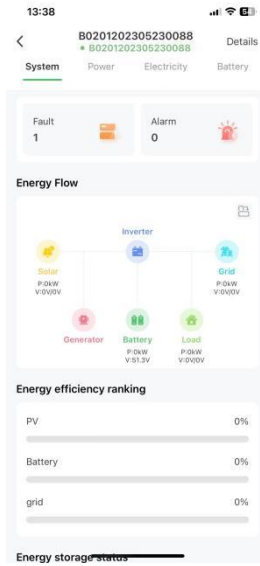 13:38
B0201202305230088
B0201202305230088
Details
System Power Electricity Battery
Fault
1
Alarm
0
Energy Flow
Inverter
Solar
P:0kW
V:0V/0V
Grid
P:0kW
V:0V/0V
Generator
Battery
P:0kW
V:51.3V
Load
P:0kW
V:0V/0V
Energy efficiency ranking
PV 0%
Battery 0%
grid 0%
Energy storage status